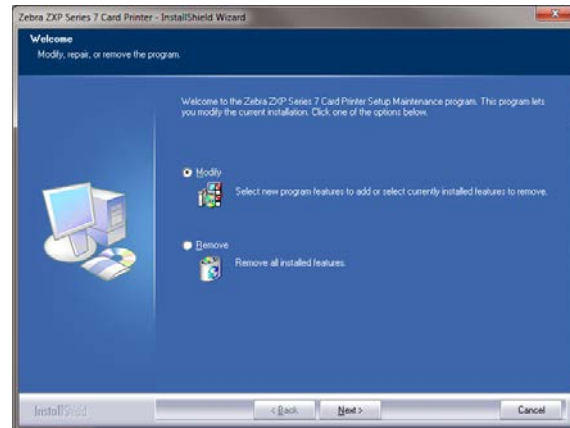 Zebra ZXP Series 7 Card Printer - InstallShield Wizard
Welcome
Modify, repair, or remove the program.
Welcome to the Zebra ZXP Series 7 Card Printer Setup Maintenance program. This program lets
you modify the current installation. Click one of the options below.
Modify
Select new program features to add or select currently installed features to remove.
Remove
Remove all installed features.
InstallShield
< Back
Next >
Cancel